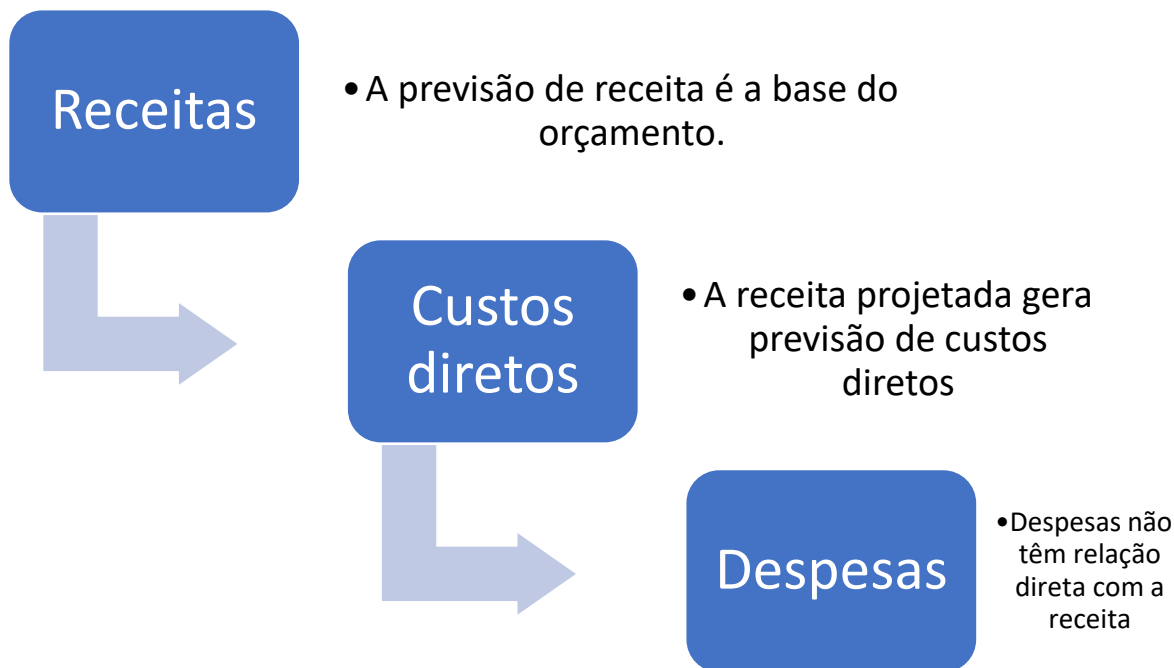 Receitas
• A previsão de receita é a base do
orçamento.
Custos
diretos
• A receita projetada gera
previsão de custos
diretos
Despesas
•Despesas não
têm relação
direta com a
receita